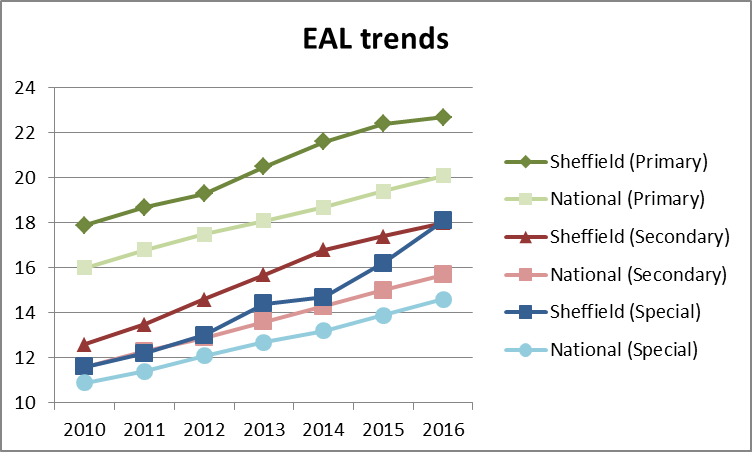 EAL trends
24
22
20
18
16
14
12
10
2010 2011 2012 2013 2014 2015 2016
Sheffield (Primary)
National (Primary)
Sheffield (Secondary)
National (Secondary)
Sheffield (Special)
National (Special)